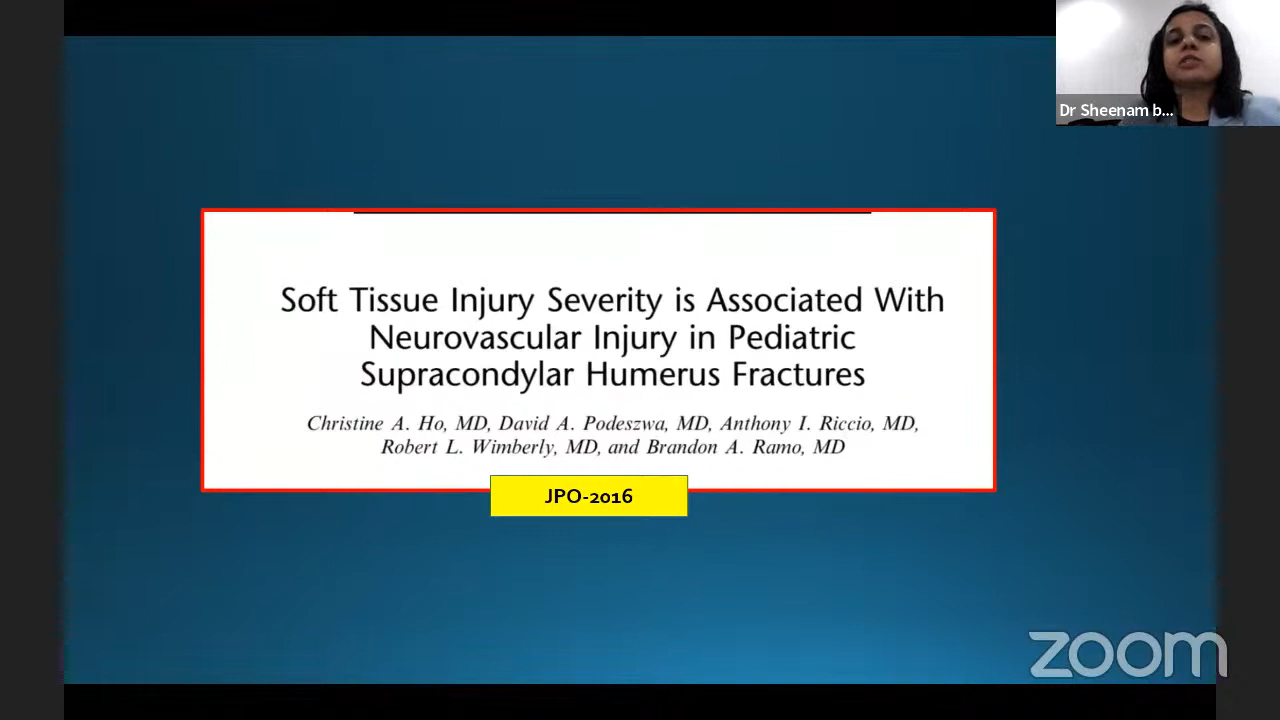 Dr Sheenam b...
Soft Tissue Injury Severity is Associated With
Neurovascular Injury in Pediatric
Supracondylar Humerus Fractures
Christine A. Ho, MD, David A. Podeszwa, MD, Anthony I. Riccio, MD,
Robert L. Wimberly, MD, and Brandon A. Ramo, MD
JPO-2016
zoom